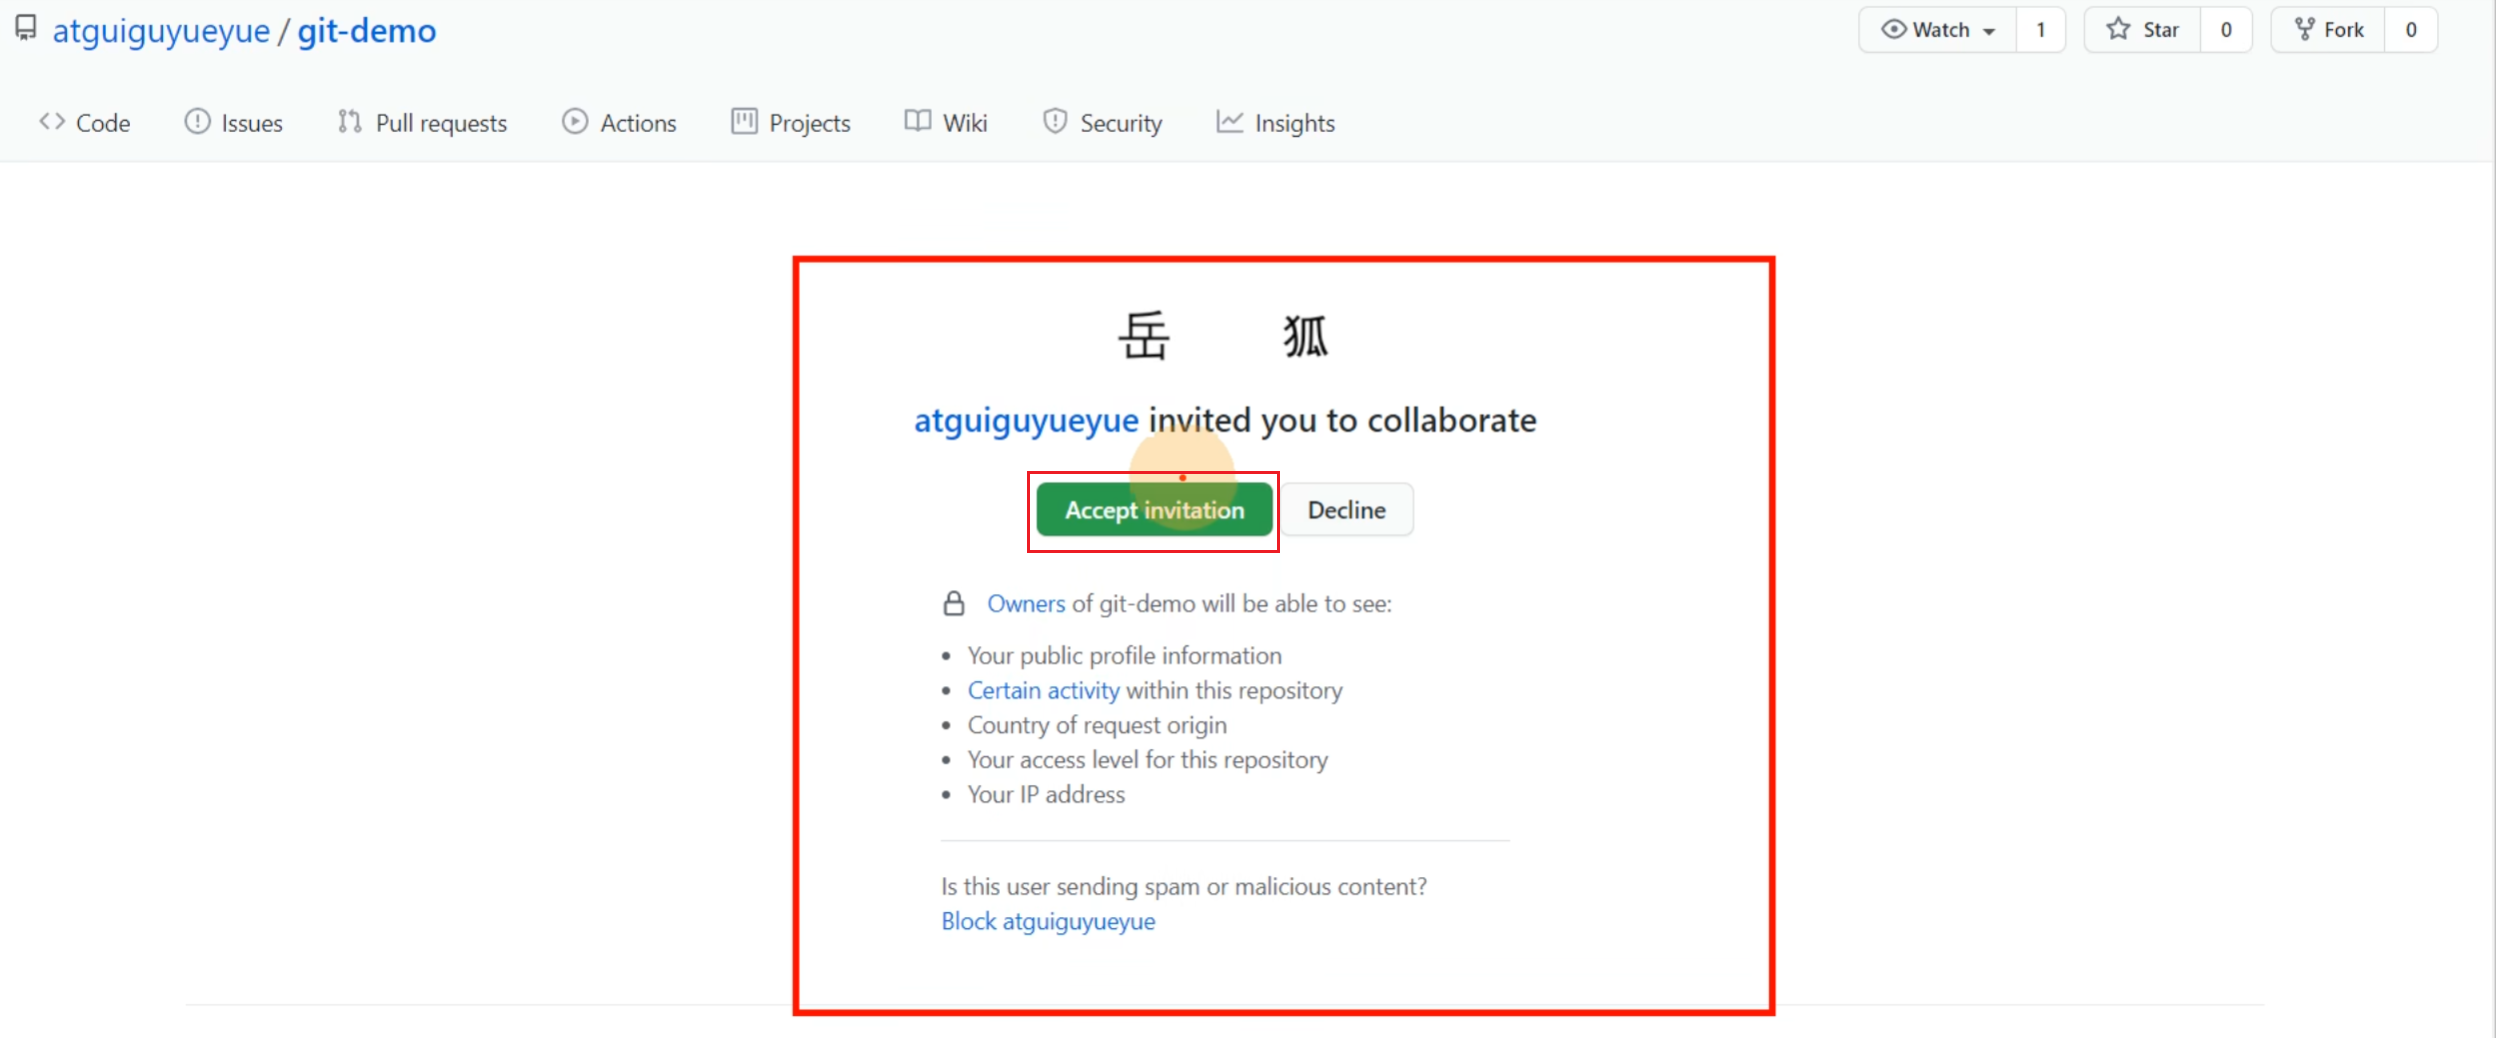 atguiguyueyue / git-demo
Watch 1 Star 0 Fork 0
Code Issues Pull requests Actions Projects Wiki Security Insights
岳 狐
atguiguyueyue invited you to collaborate
Accept invitation Decline
Owners of git-demo will be able to see:
• Your public profile information
• Certain activity within this repository
• Country of request origin
• Your access level for this repository
• Your IP address
Is this user sending spam or malicious content?
Block atguiguyueyue